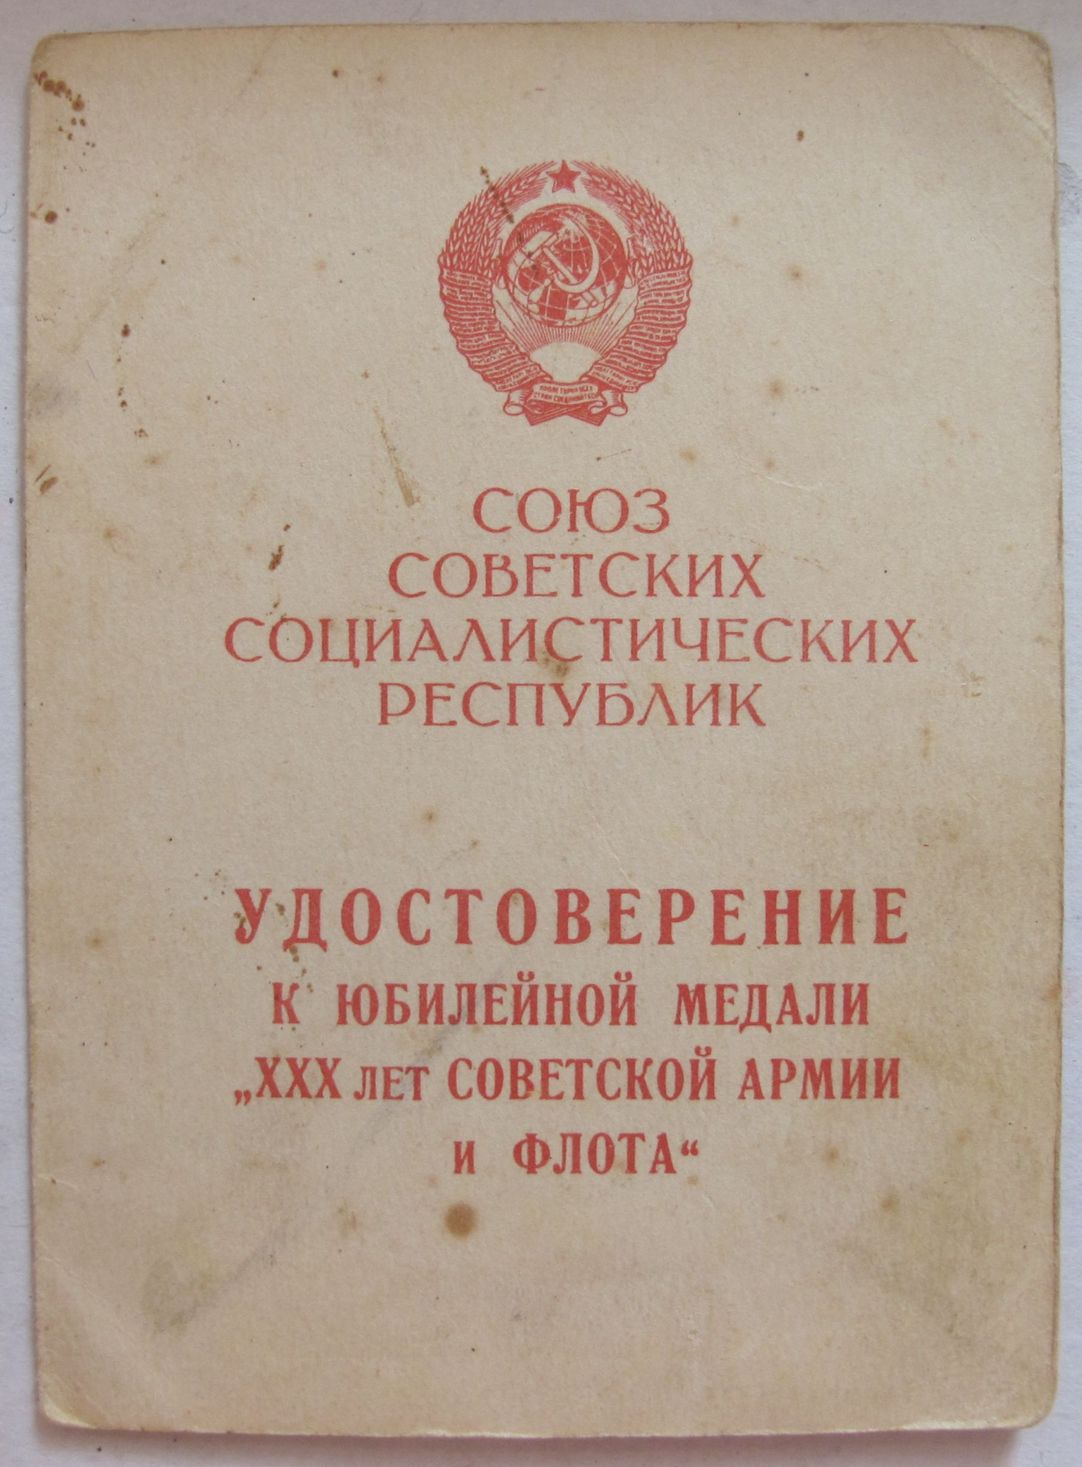 СОЮЗ
СОВЕТСКИХ
СОЦИАЛИСТИЧЕСКИХ
РЕСПУБЛИК
УДОСТОВЕРЕНИЕ
К ЮБИЛЕЙНОЙ МЕДАЛИ
„XXX ЛЕТ СОВЕТСКОЙ АРМИИ
И ФЛОТА“